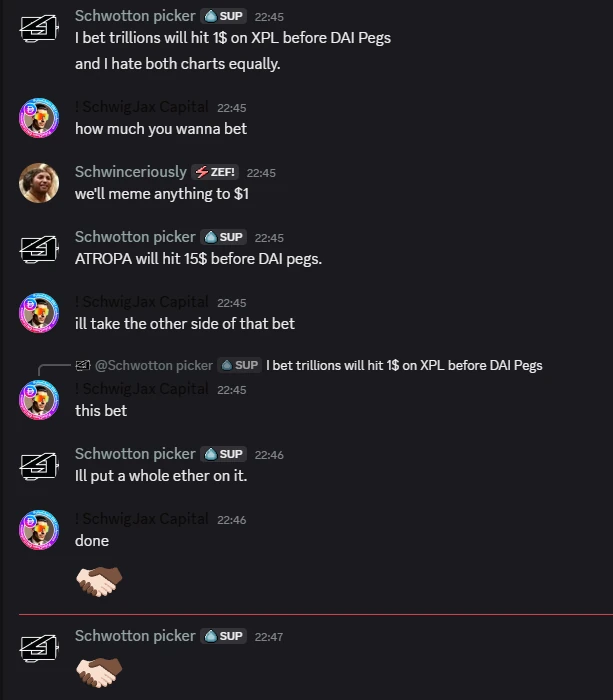 Schwotton picker SUP 22:45
I bet trillions will hit 1$ on XPL before DAI Pegs
and I hate both charts equally.
! SchwigJax Capital 22:45
how much you wanna bet
Schwinceriously ZEF! 22:45
we'll meme anything to $1
Schwotton picker SUP 22:45
ATROPA will hit 15$ before DAI pegs.
! SchwigJax Capital 22:45
ill take the other side of that bet
@Schwotton picker SUP I bet trillions will hit 1$ on XPL before DAI Pegs
! SchwigJax Capital 22:45
this bet
Schwotton picker SUP 22:46
Ill put a whole ether on it.
! SchwigJax Capital 22:46
done
Schwotton picker SUP 22:47